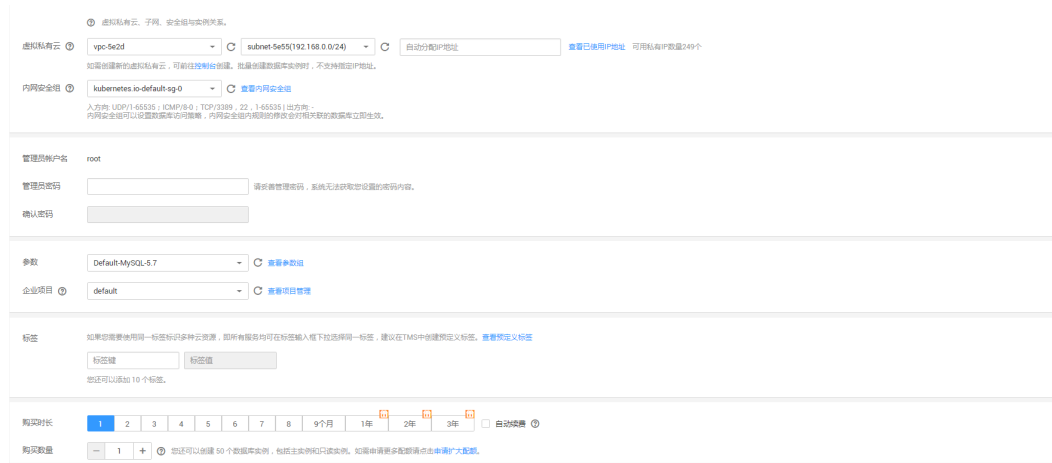 虚拟私有云、子网、安全组与实例关系。
虚拟私有云 vpc-5e2d subnet-5e55(192.168.0.0/24) 自动分配IP地址 查看已使用IP地址 可用私有IP数量249个
如需创建新的虚拟私有云，可前往控制台创建。批量创建数据库实例时，不支持指定IP地址。
内网安全组 kubernetes.io-default-sg-0 查看内网安全组
入方向: UDP/1-65535；ICMP/8-0；TCP/3389，22，1-65535 | 出方向: -
内网安全组可以设置数据库访问策略，内网安全组内规则的修改会对相关联的数据库立即生效。
管理员帐户名 root
管理员密码 请妥善管理密码，系统无法获取您设置的密码内容。
确认密码
参数 Default-MySQL-5.7 查看参数组
企业项目 default 查看项目管理
标签 如果您需要使用同一标签标识多种云资源，即所有服务均可在标签输入框下拉选择同一标签，建议在TMS中创建预定义标签。查看预定义标签
标签键 标签值
您还可以添加 10 个标签。
购买时长 1 2 3 4 5 6 7 8 9个月 1年 2年 3年 自动续费
购买数量 1 您还可以创建 50 个数据库实例，包括主实例和只读实例。如需申请更多配额请点击申请扩大配额。